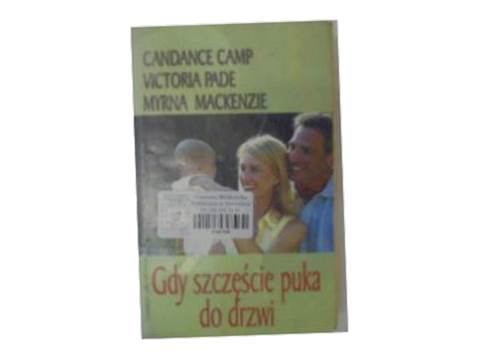 CANDANCE CAMP
VICTORIA PADE
MYRNA MACKENZIE
Gdy szczęście puka
do drzwi